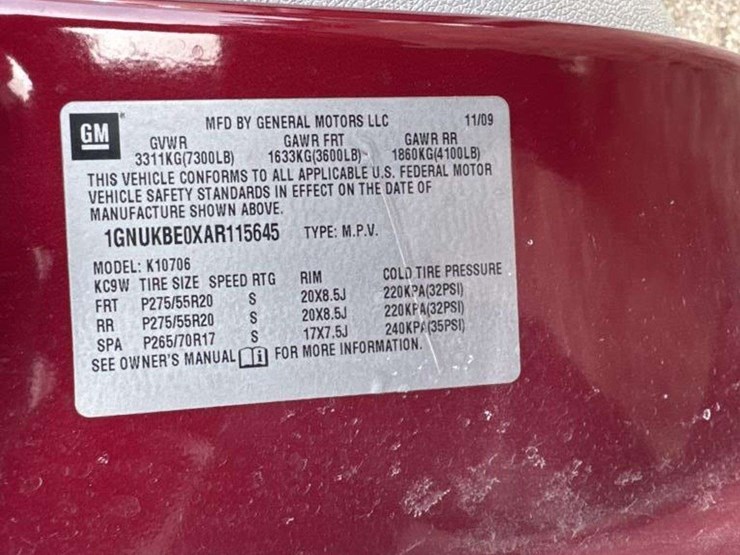 GM
MFD BY GENERAL MOTORS LLC 11/09
GVWR GAWR FRT GAWR RR
3311KG(7300LB) 1633KG(3600LB) 1860KG(4100LB)
THIS VEHICLE CONFORMS TO ALL APPLICABLE U.S. FEDERAL MOTOR
VEHICLE SAFETY STANDARDS IN EFFECT ON THE DATE OF
MANUFACTURE SHOWN ABOVE.
1GNUKBE0XAR115645 TYPE: M.P.V.
MODEL: K10706
KC9W TIRE SIZE SPEED RTG RIM COLD TIRE PRESSURE
FRT P275/55R20 S 20X8.5J 220KPA(32PSI)
RR P275/55R20 S 20X8.5J 220KPA(32PSI)
SPA P265/70R17 S 17X7.5J 240KPA(35PSI)
SEE OWNER'S MANUAL i FOR MORE INFORMATION.